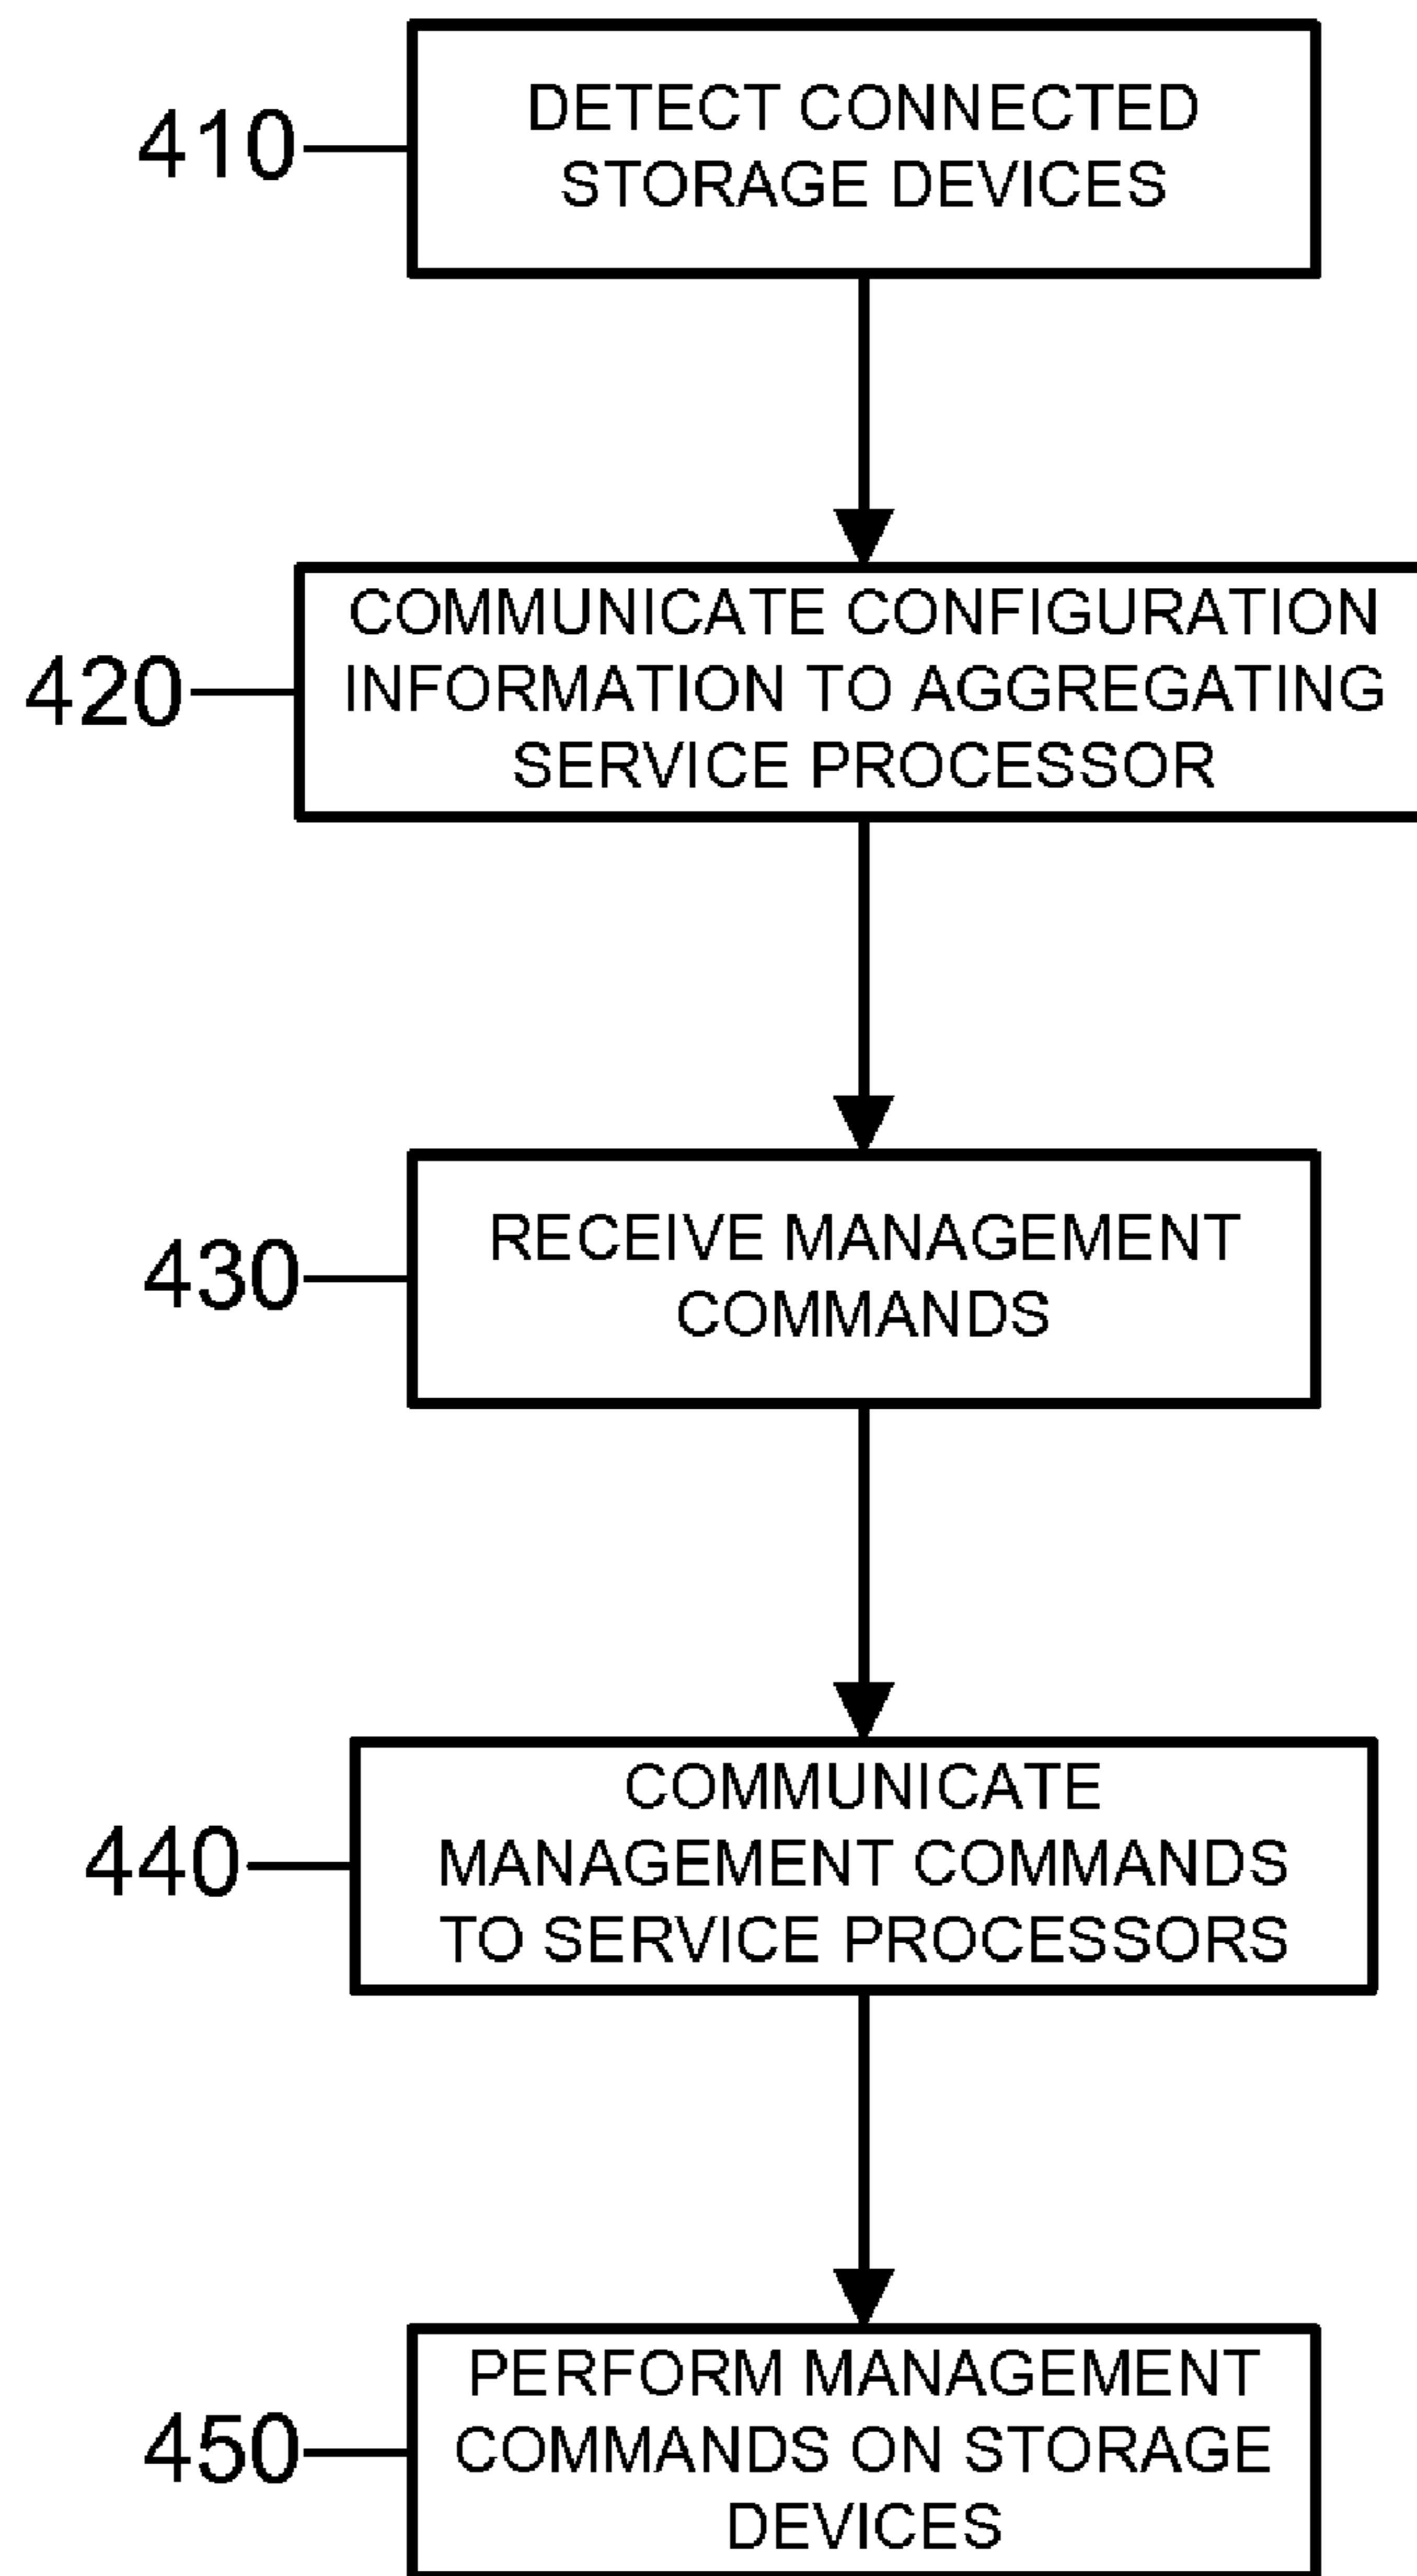 410
DETECT CONNECTED
STORAGE DEVICES
420
COMMUNICATE CONFIGURATION
INFORMATION TO AGGREGATING
SERVICE PROCESSOR
430
RECEIVE MANAGEMENT
COMMANDS
440
COMMUNICATE
MANAGEMENT COMMANDS
TO SERVICE PROCESSORS
450
PERFORM MANAGEMENT
COMMANDS ON STORAGE
DEVICES